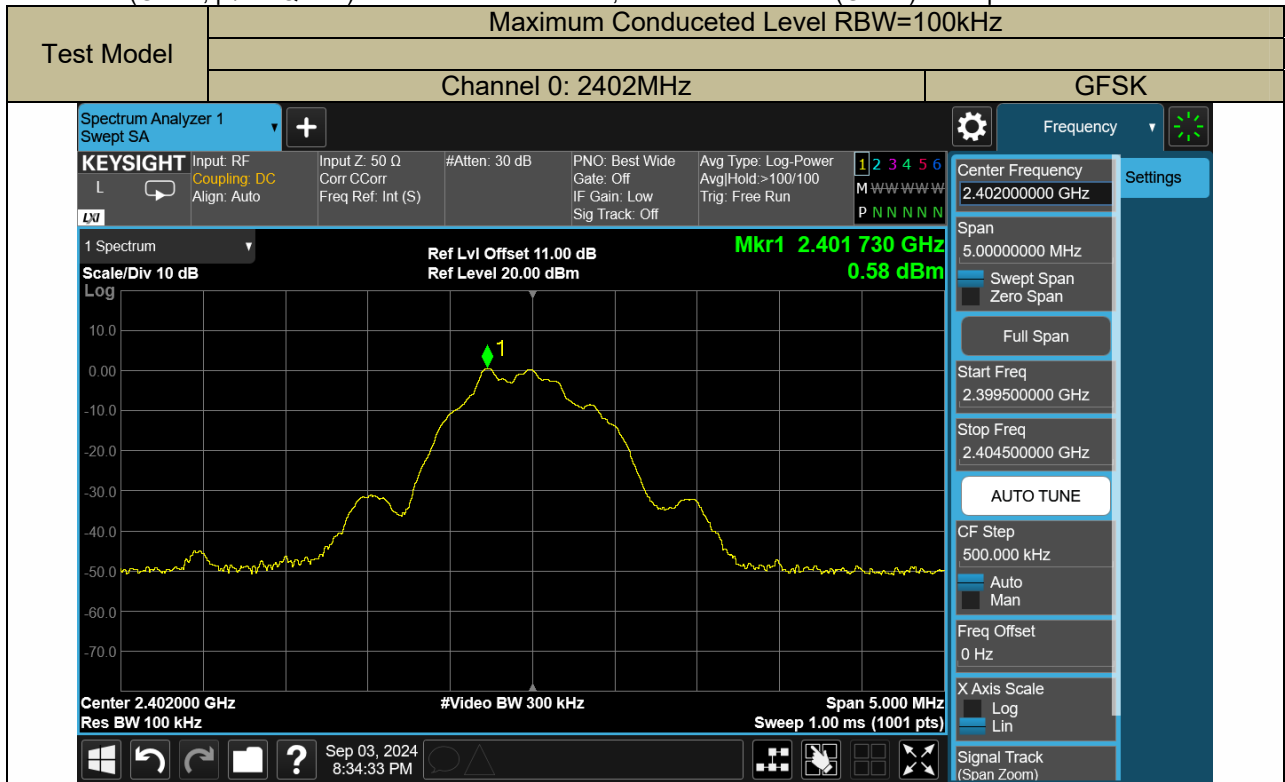 Maximum Conduceted Level RBW=100kHz
Test Model
Channel 0: 2402MHz GFSK
Spectrum Analyzer 1
Swept SA
Frequency
KEYSIGHT Input: RF Input Z: 50 Ω #Atten: 30 dB PNO: Best Wide Avg Type: Log-Power 1 2 3 4 5 6
L Coupling: DC Corr CCorr Gate: Off Avg|Hold:>100/100 M W W W W W
Align: Auto Freq Ref: Int (S) IF Gain: Low Trig: Free Run
LXI Sig Track: Off P N N N N N
1 Spectrum
Ref Lvl Offset 11.00 dB
Mkr1 2.401 730 GHz
Scale/Div 10 dB Ref Level 20.00 dBm 0.58 dBm
Log
10.0
1
0.00
-10.0
-20.0
-30.0
-40.0
-50.0
-60.0
-70.0
Center 2.402000 GHz #Video BW 300 kHz Span 5.000 MHz
Res BW 100 kHz Sweep 1.00 ms (1001 pts)
Sep 03, 2024
8:34:33 PM
Center Frequency
2.402000000 GHz
Settings
Span
5.00000000 MHz
Swept Span
Zero Span
Full Span
Start Freq
2.399500000 GHz
Stop Freq
2.404500000 GHz
AUTO TUNE
CF Step
500.000 kHz
Auto
Man
Freq Offset
0 Hz
X Axis Scale
Log
Lin
Signal Track
(Span Zoom)